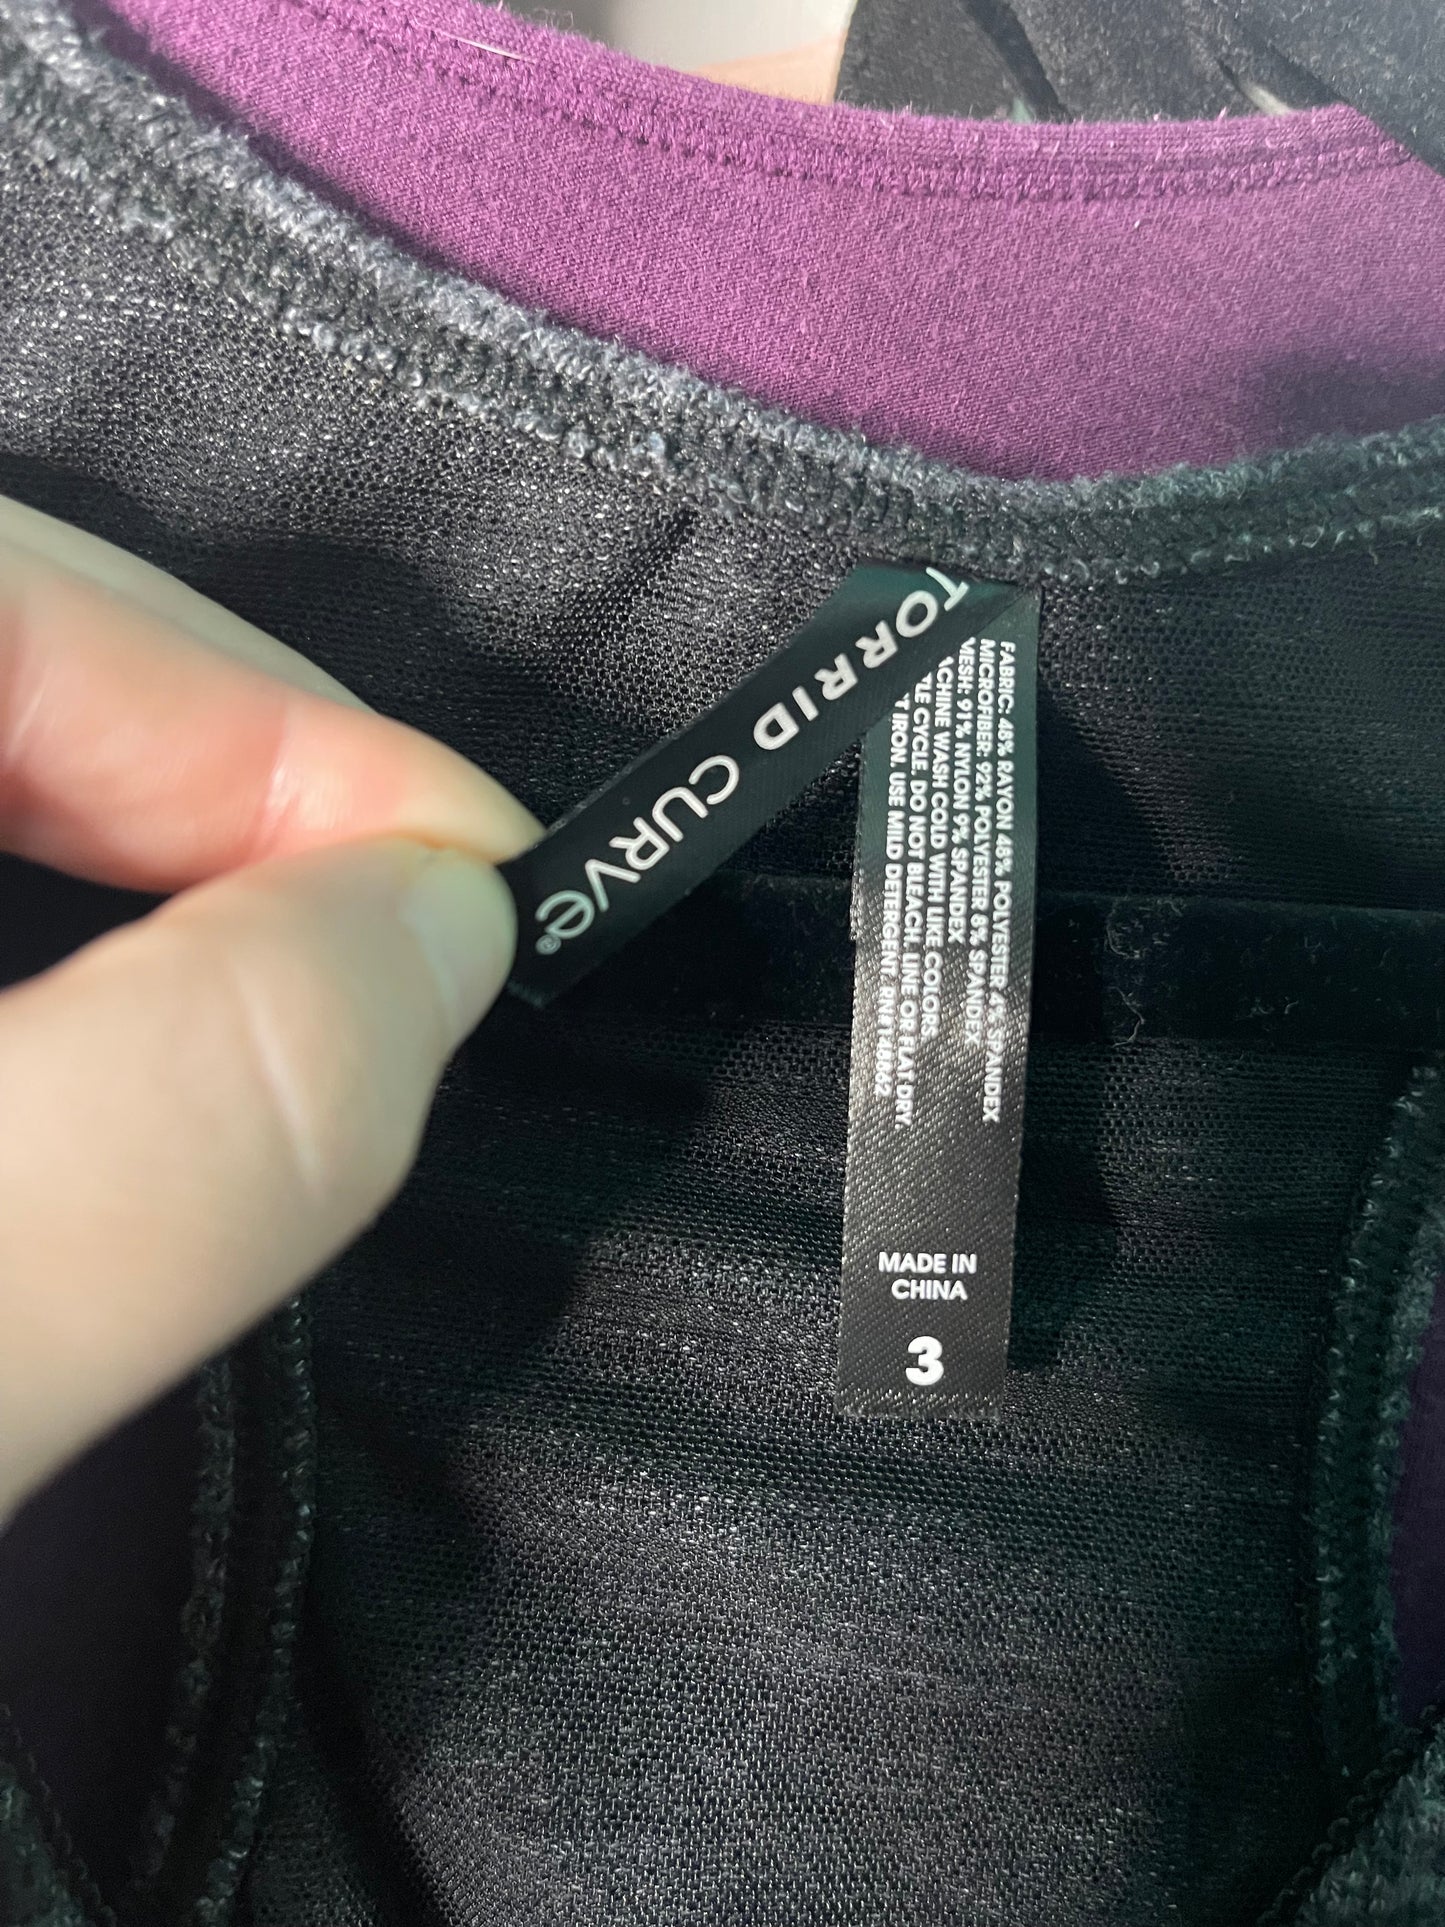 TORRID CURVE®
FABRIC: 48% RAYON 48% POLYESTER 4% SPANDEX
MICROFIBER: 92% POLYESTER 8% SPANDEX
MESH: 91% NYLON 9% SPANDEX
WASH COLD WITH LIKE COLORS.
CYCLE. DO NOT BLEACH. LINE OR FLAT DRY.
IRON. USE MILD DETERGENT. RN#148862
MADE IN
CHINA
3